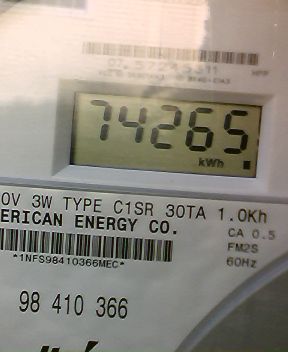 74265
kWh
0V 3W TYPE C1SR 30TA 1.0Kh
ERICAN ENERGY CO.
CA 0.5
FM2S
60Hz
*1NFS98410366MEC*
98 410 366